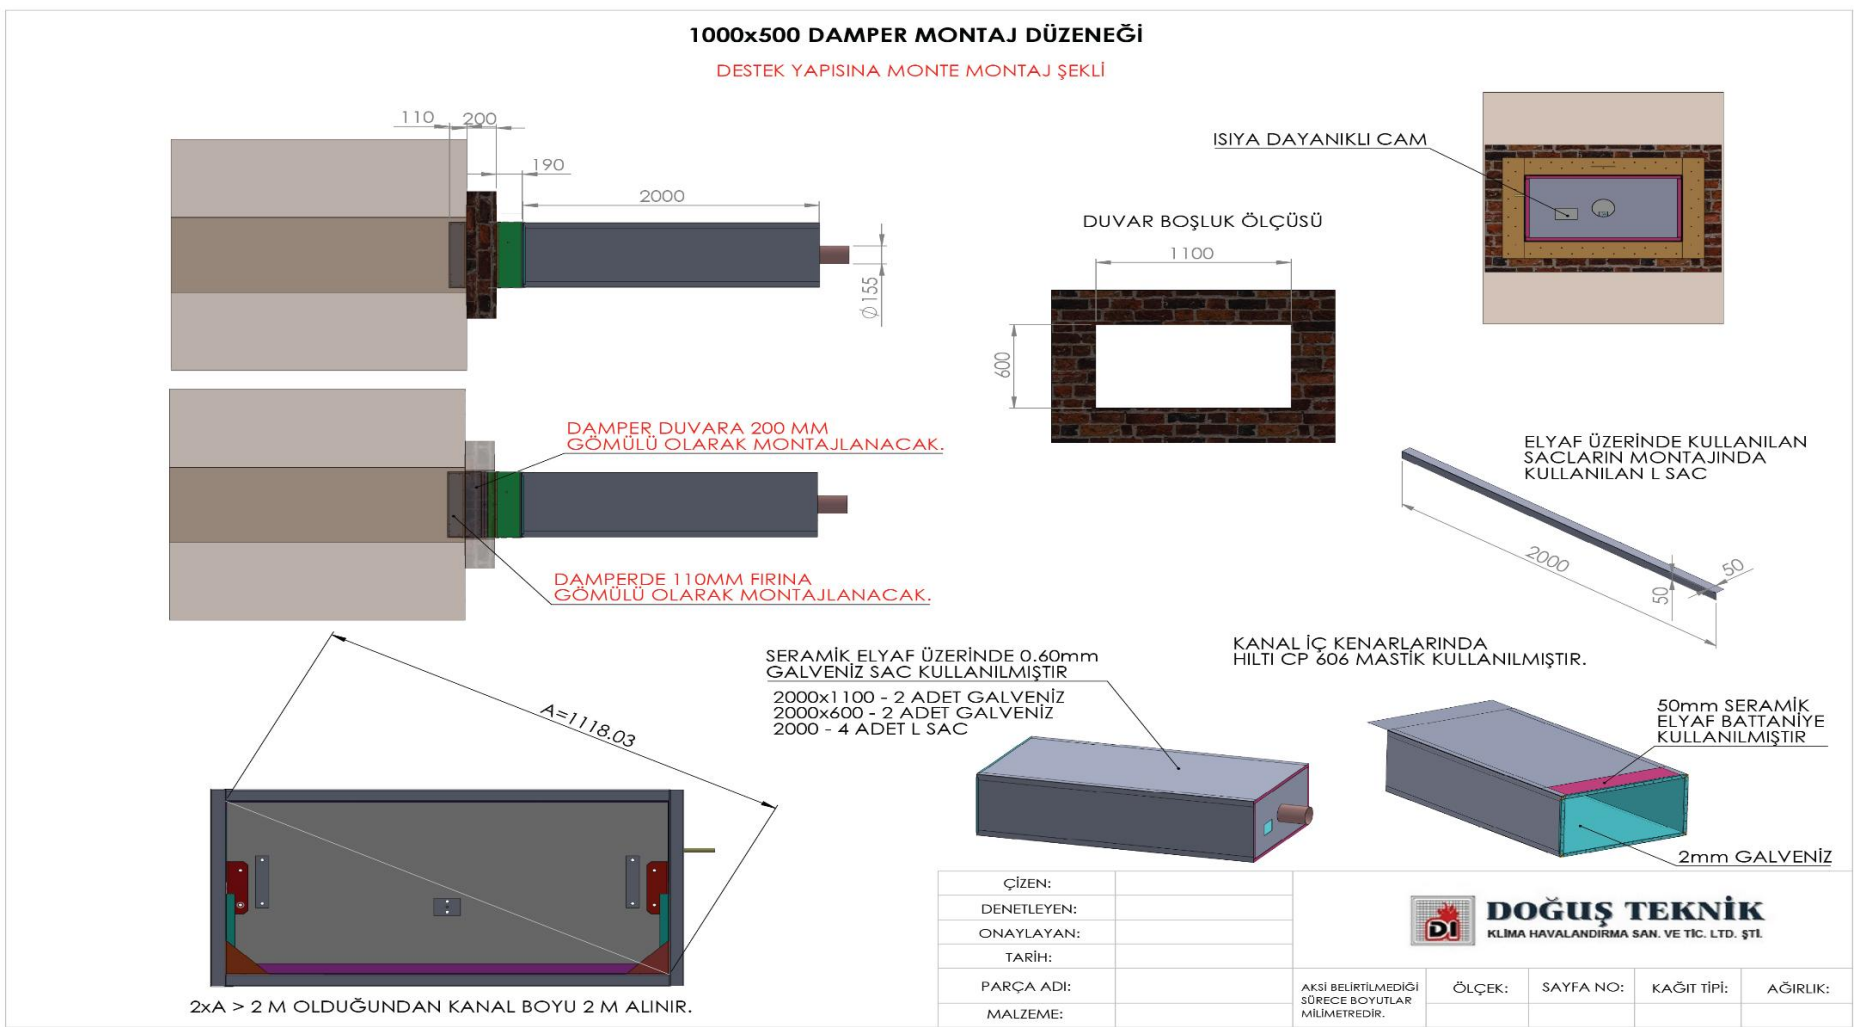 1000x500 DAMPER MONTAJ DÜZENEĞİ
DESTEK YAPISINA MONTE MONTAJ ŞEKLİ
110
200
190
2000
Ø155
ISIYA DAYANIKLI CAM
DUVAR BOŞLUK ÖLÇÜSÜ
1100
600
DAMPER DUVARA 200 MM
GÖMÜLÜ OLARAK MONTAJLANACAK.
DAMPERDE 110MM FIRINA
GÖMÜLÜ OLARAK MONTAJLANACAK.
ELYAF ÜZERİNDE KULLANILAN
SACLARIN MONTAJINDA
KULLANILAN L SAC
2000
50
50
A=1118.03
2xA > 2 M OLDUĞUNDAN KANAL BOYU 2 M ALINIR.
SERAMİK ELYAF ÜZERİNDE 0.60mm
GALVENİZ SAC KULLANILMIŞTIR
2000x1100 - 2 ADET GALVENİZ
2000x600 - 2 ADET GALVENİZ
2000 - 4 ADET L SAC
KANAL İÇ KENARLARINDA
HILTI CP 606 MASTİK KULLANILMIŞTIR.
50mm SERAMİK
ELYAF BATTANİYE
KULLANILMIŞTIR
2mm GALVENİZ
ÇİZEN:
DENETLEYEN:
ONAYLAYAN:
TARİH:
PARÇA ADI:
MALZEME:
DI
DOĞUŞ TEKNİK
KLİMA HAVALANDIRMA SAN. VE TİC. LTD. ŞTİ.
AKSİ BELİRTİLMEDİĞİ
SÜRECE BOYUTLAR
MİLİMETREDİR.
ÖLÇEK:
SAYFA NO:
KAĞIT TİPİ:
AĞIRLIK: